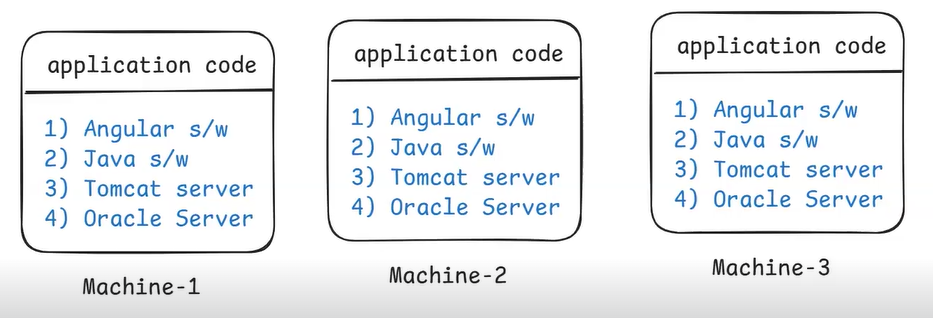 application code
1) Angular s/w
2) Java s/w
3) Tomcat server
4) Oracle Server
Machine-1
application code
1) Angular s/w
2) Java s/w
3) Tomcat server
4) Oracle Server
Machine-2
application code
1) Angular s/w
2) Java s/w
3) Tomcat server
4) Oracle Server
Machine-3